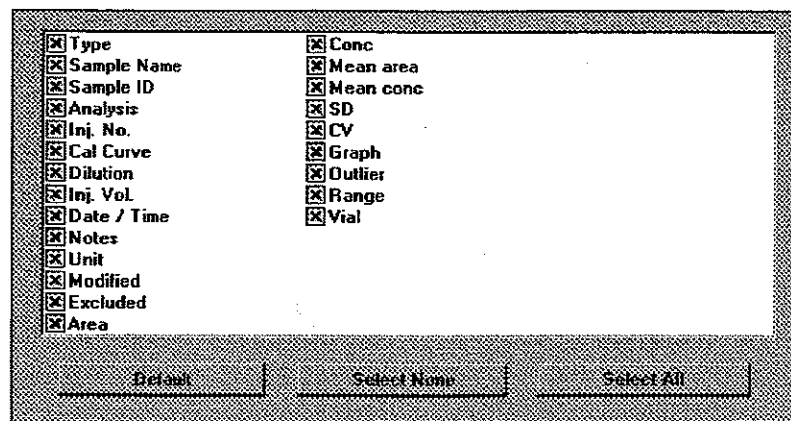 Type
Sample Name
Sample ID
Analysis
Inj. No.
Cal Curve
Dilution
Inj. Vol.
Date / Time
Notes
Unit
Modified
Excluded
Area
Conc
Mean area
Mean conc
SD
CV
Graph
Outlier
Range
Vial
Default
Select None
Select All